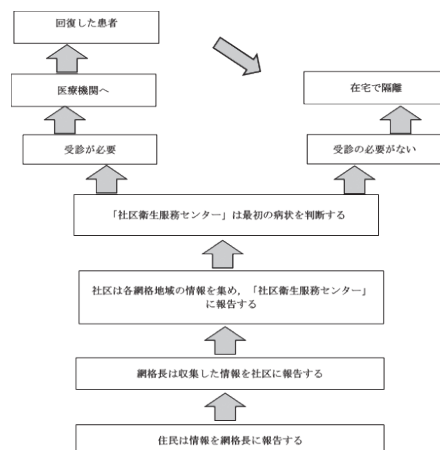 回復した患者
医療機関へ
在宅で隔離
受診が必要
受診の必要がない
「社区衛生服務センター」は最初の病状を判断する
社区は各網格地域の情報を集め，「社区衛生服務センター」
に報告する
網格長は収集した情報を社区に報告する
住民は情報を網格長に報告する